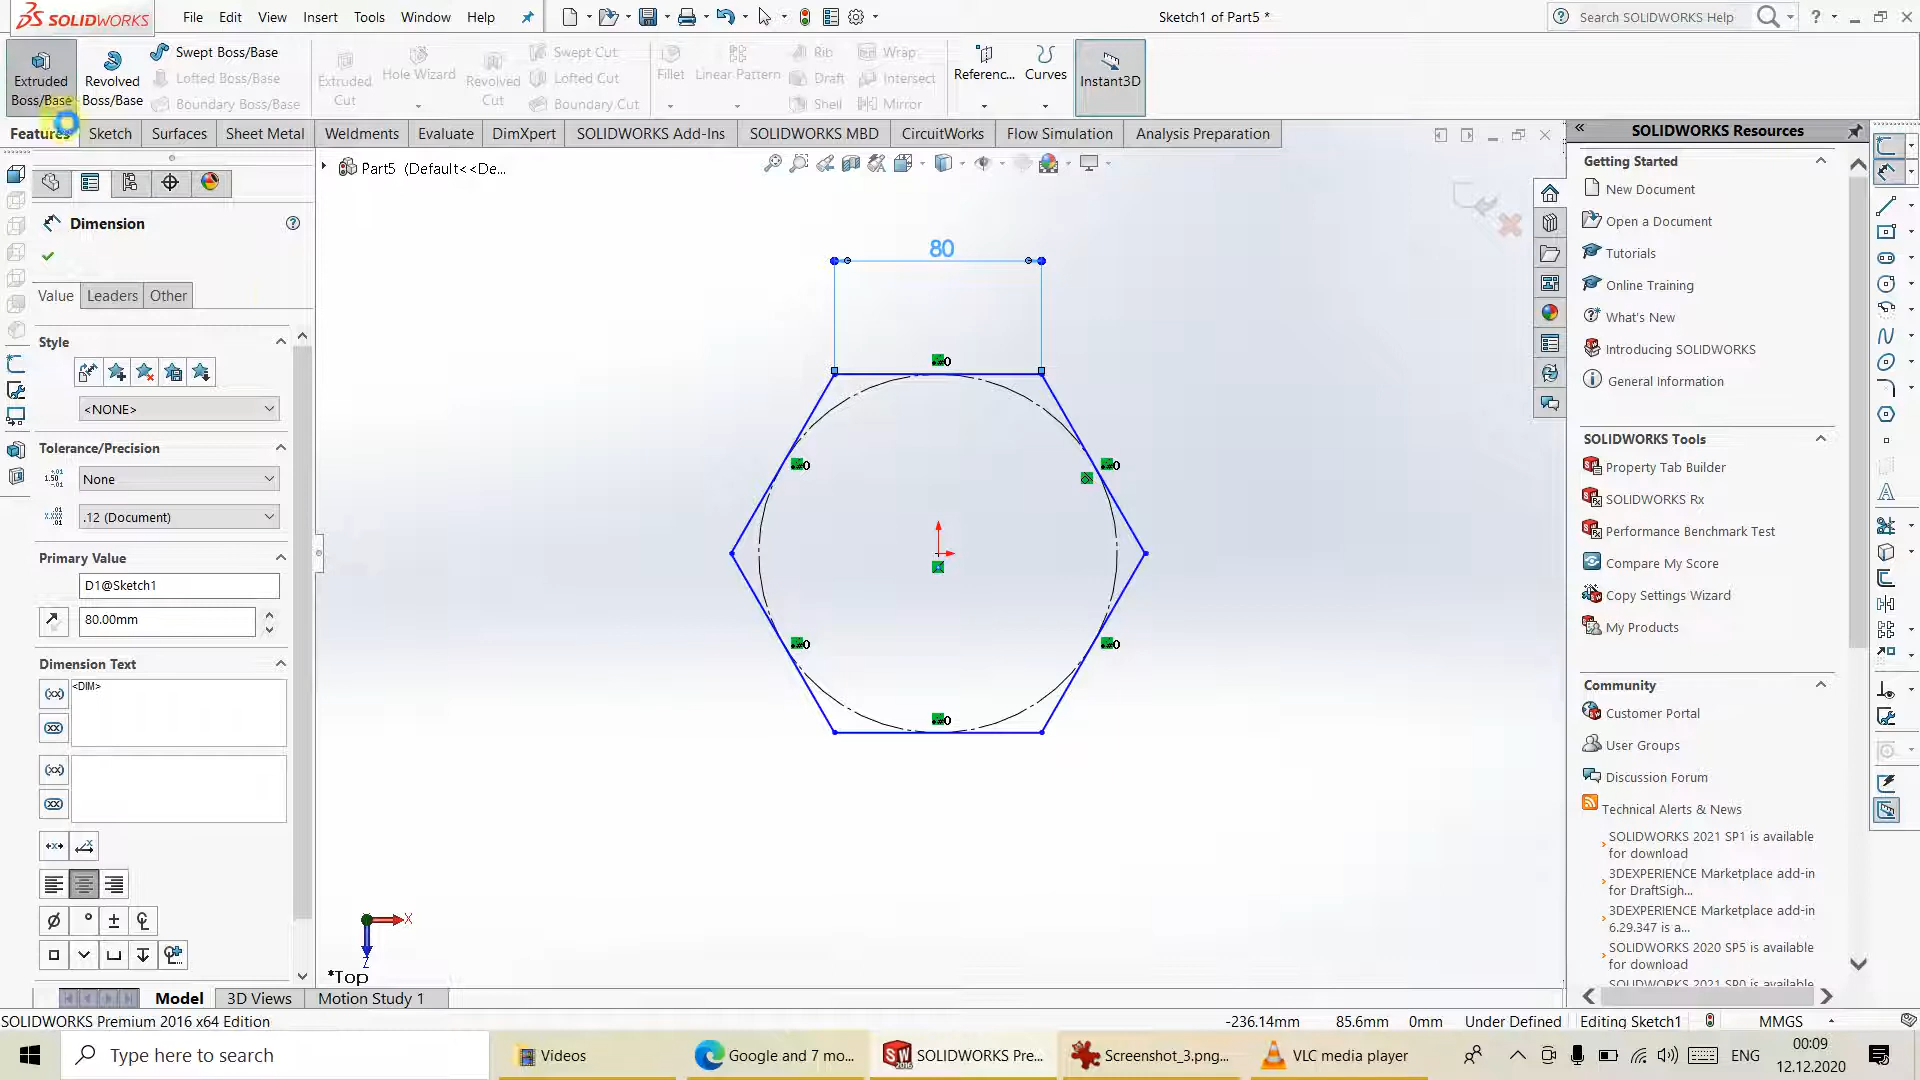 SOLIDWORKS File Edit View Insert Tools Window Help Sketch1 of Part5 * Search SOLIDWORKS Help ?
Extruded Boss/Base
Revolved Boss/Base
Swept Boss/Base
Lofted Boss/Base
Boundary Boss/Base
Extruded Cut
Hole Wizard
Revolved Cut
Swept Cut
Lofted Cut
Boundary Cut
Fillet
Linear Pattern
Rib
Draft
Shell
Wrap
Intersect
Mirror
Referenc...
Curves
Instant3D
Features Sketch Surfaces Sheet Metal Weldments Evaluate DimXpert SOLIDWORKS Add-Ins SOLIDWORKS MBD CircuitWorks Flow Simulation Analysis Preparation
Part5 (Default<<De...
Dimension
Value Leaders Other
Style
<NONE>
Tolerance/Precision
None
.12 (Document)
Primary Value
D1@Sketch1
80.00mm
Dimension Text
<DIM>
80
X
Z
*Top
SOLIDWORKS Resources
Getting Started
New Document
Open a Document
Tutorials
Online Training
What's New
Introducing SOLIDWORKS
General Information
SOLIDWORKS Tools
Property Tab Builder
SOLIDWORKS Rx
Performance Benchmark Test
Compare My Score
Copy Settings Wizard
My Products
Community
Customer Portal
User Groups
Discussion Forum
Technical Alerts & News
SOLIDWORKS 2021 SP1 is available
for download
3DEXPERIENCE Marketplace add-in
for DraftSigh...
3DEXPERIENCE Marketplace add-in
6.29.347 is a...
SOLIDWORKS 2020 SP5 is available
for download
SOLIDWORKS 2021 SP0 is available
Model 3D Views Motion Study 1
SOLIDWORKS Premium 2016 x64 Edition -236.14mm 85.6mm 0mm Under Defined Editing Sketch1 MMGS
Type here to search Videos Google and 7 mo... SOLIDWORKS Pre... Screenshot_3.png... VLC media player ENG 00:09
12.12.2020